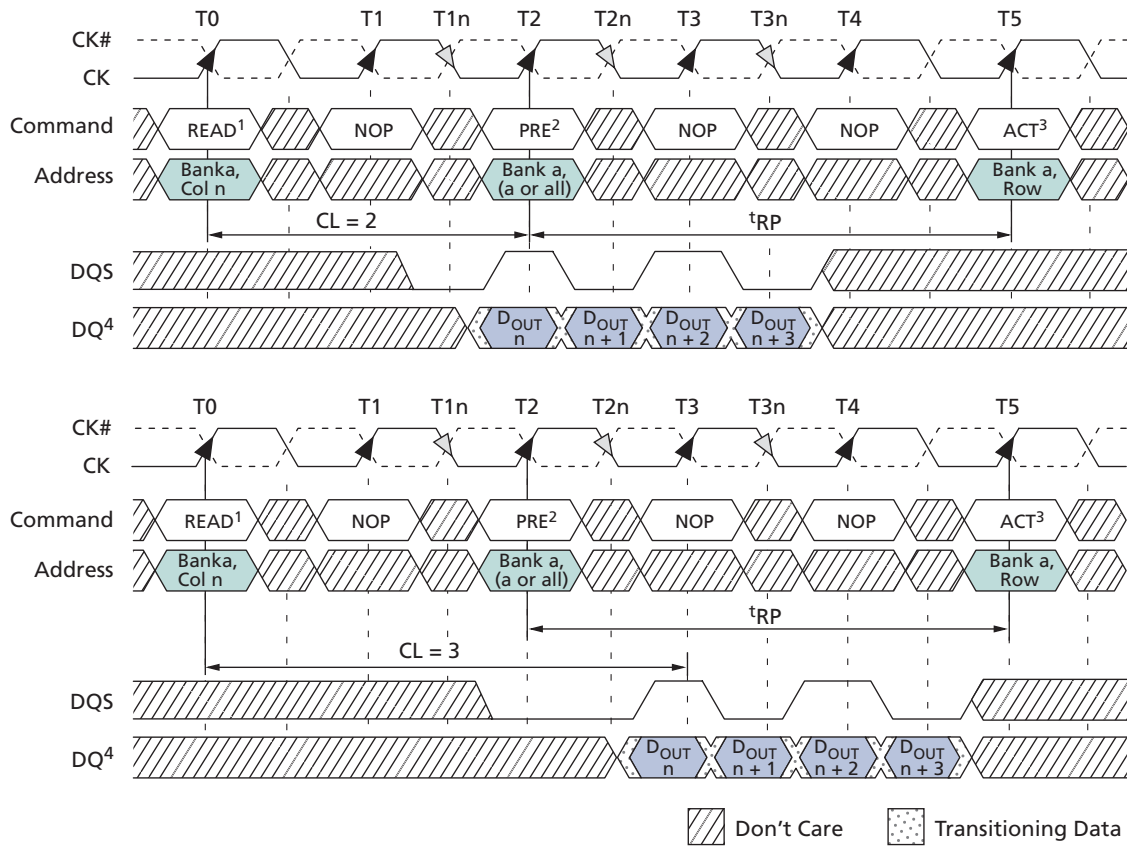 T0 T1 T1n T2 T2n T3 T3n T4 T5
CK#
CK
Command READ1 NOP PRE2 NOP NOP ACT3
Address Banka, Col n Bank a, (a or all) Bank a, Row
CL = 2 tRP
DQS
DQ4 DOUT n DOUT n + 1 DOUT n + 2 DOUT n + 3
T0 T1 T1n T2 T2n T3 T3n T4 T5
CK#
CK
Command READ1 NOP PRE2 NOP NOP ACT3
Address Banka, Col n Bank a, (a or all) Bank a, Row
tRP
CL = 3
DQS
DQ4 DOUT n DOUT n + 1 DOUT n + 2 DOUT n + 3
Don't Care Transitioning Data